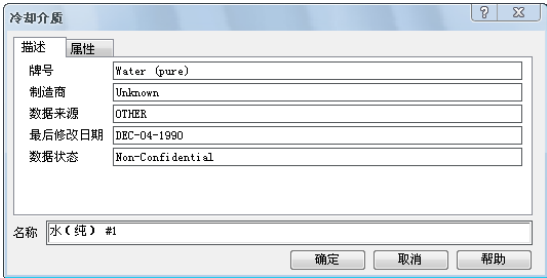 冷却介质
描述 属性
牌号 Water (pure)
制造商 Unknown
数据来源 OTHER
最后修改日期 DEC-04-1990
数据状态 Non-Confidential
名称 水(纯) #1
确定 取消 帮助